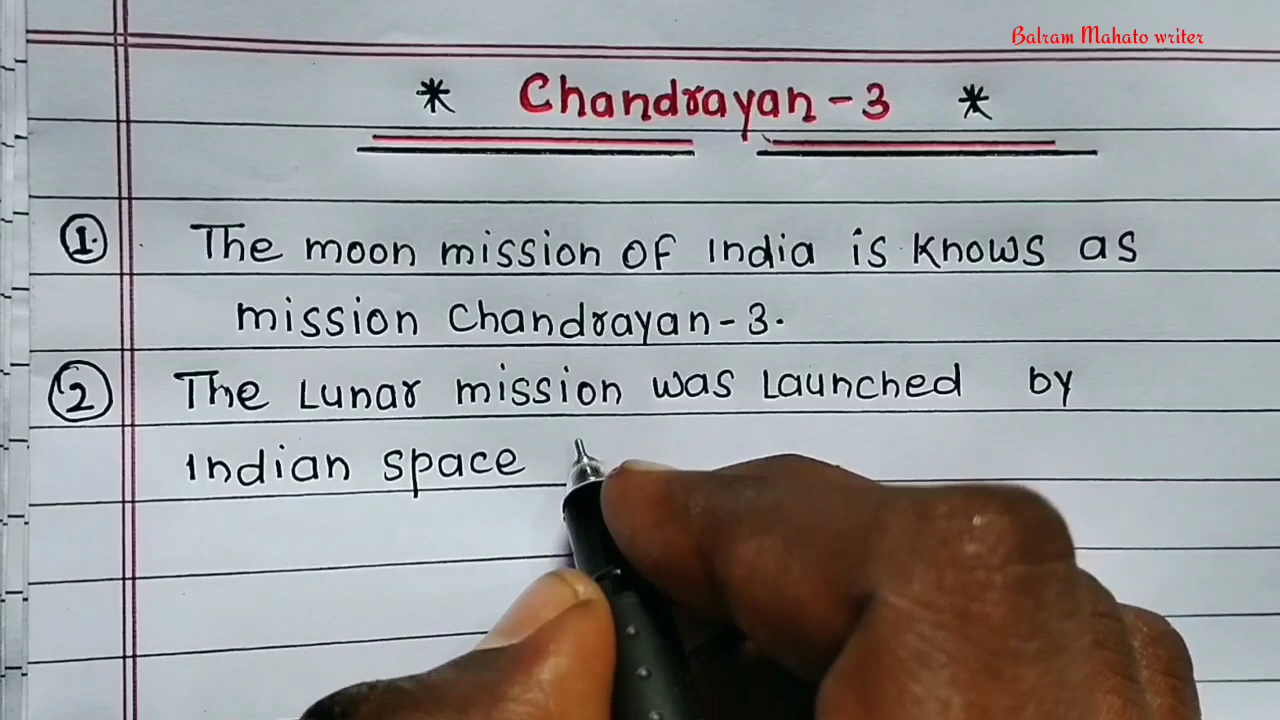 Balram Mahato writer
* Chandrayan-3 *
1. The moon mission of India is knows as
mission Chandrayan-3.
2 The Lunar mission was Launched by
Indian space